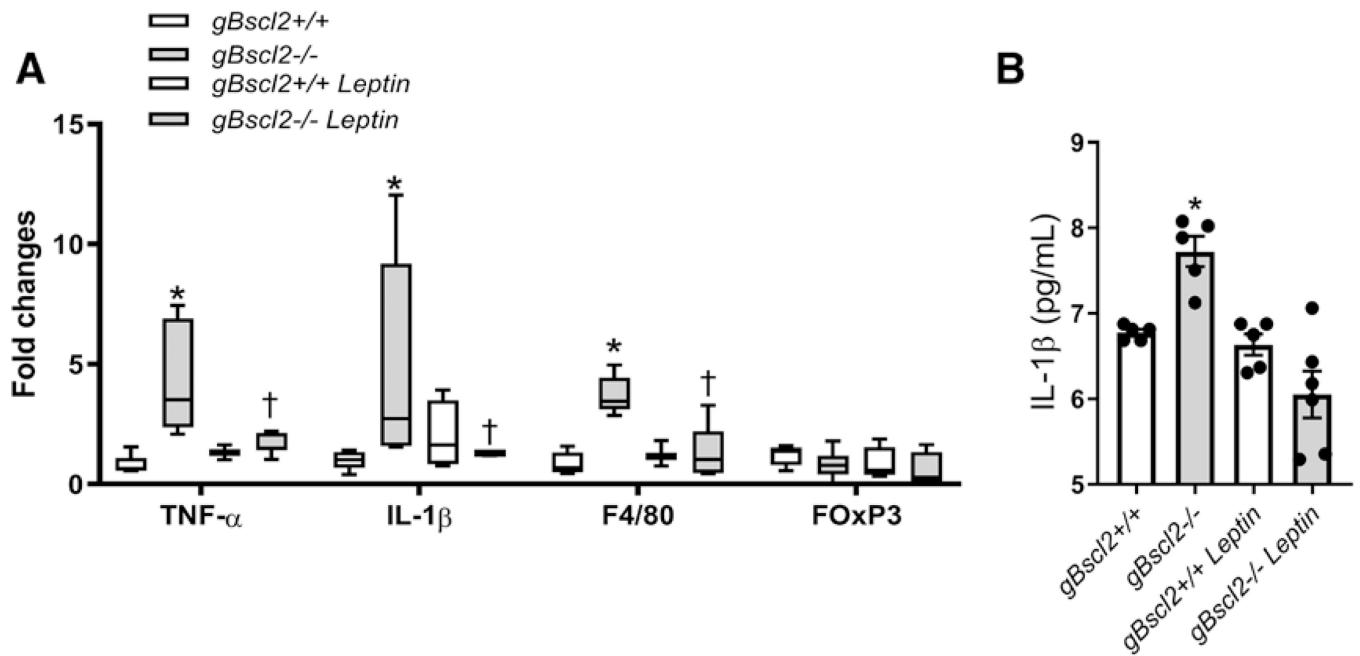 A
gBscl2+/+
gBscl2-/-
gBscl2+/+ Leptin
gBscl2-/- Leptin
Fold changes
15
10
5
0
*
†
*
†
*
†
TNF-α
IL-1β
F4/80
FOxP3
B
IL-1β (pg/mL)
9
8
7
6
5
*
gBscl2+/+
gBscl2-/-
gBscl2+/+ Leptin
gBscl2-/- Leptin